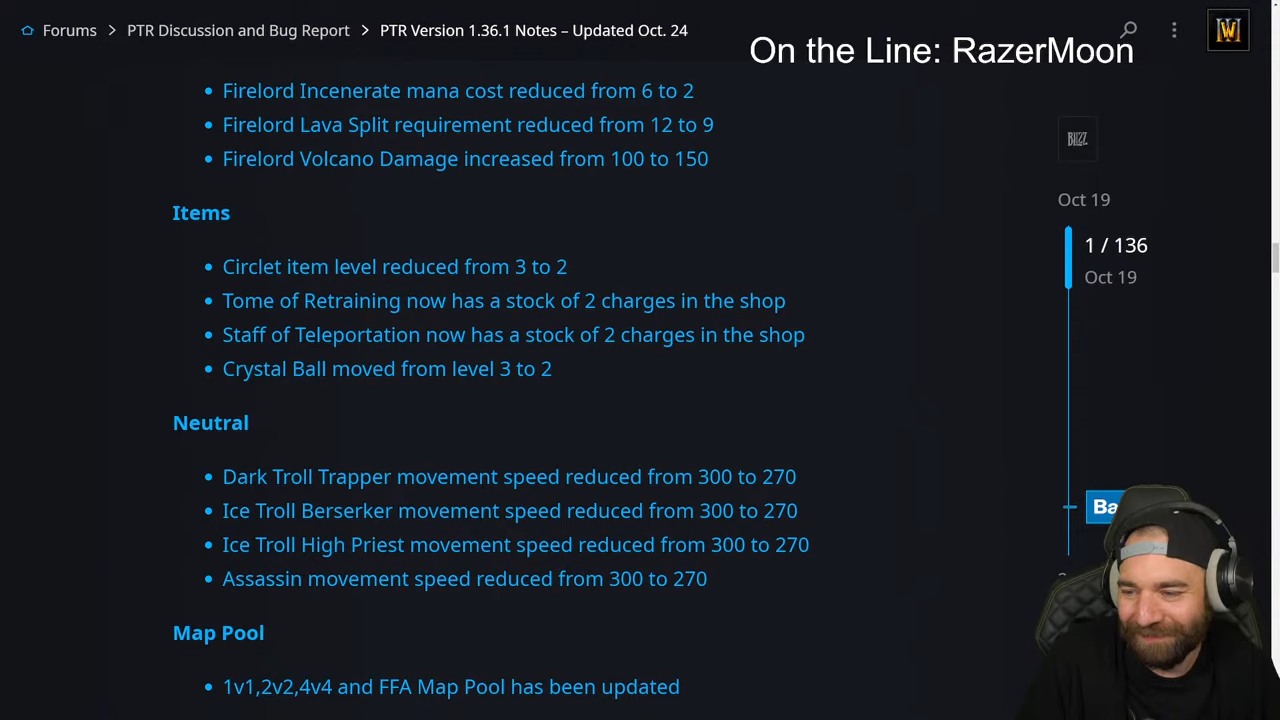 Forums > PTR Discussion and Bug Report > PTR Version 1.36.1 Notes – Updated Oct. 24
On the Line: RazerMoon
• Firelord Incenerate mana cost reduced from 6 to 2
• Firelord Lava Split requirement reduced from 12 to 9
• Firelord Volcano Damage increased from 100 to 150
BLIZZ
Oct 19
1 / 136
Oct 19
Items
• Circlet item level reduced from 3 to 2
• Tome of Retraining now has a stock of 2 charges in the shop
• Staff of Teleportation now has a stock of 2 charges in the shop
• Crystal Ball moved from level 3 to 2
Neutral
• Dark Troll Trapper movement speed reduced from 300 to 270
• Ice Troll Berserker movement speed reduced from 300 to 270
• Ice Troll High Priest movement speed reduced from 300 to 270
• Assassin movement speed reduced from 300 to 270
Map Pool
• 1v1,2v2,4v4 and FFA Map Pool has been updated